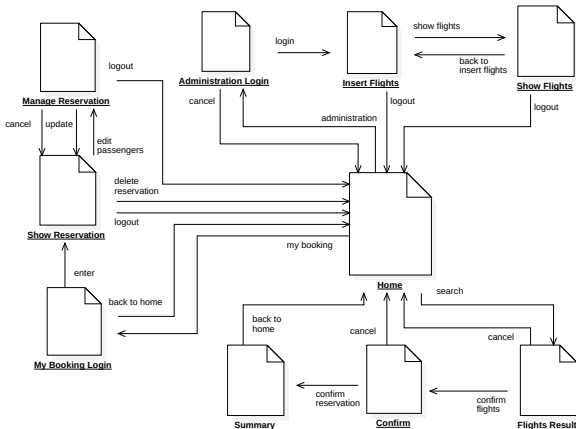 show flights
login
logout
back to
insert flights
Administration Login
Insert Flights
Show Flights
Manage Reservation
cancel
logout
logout
administration
cancel
update
edit
passengers
delete
reservation
logout
Show Reservation
my booking
enter
Home
back to home
search
back to
home
cancel
cancel
My Booking Login
confirm
reservation
confirm
flights
Summary
Confirm
Flights Result